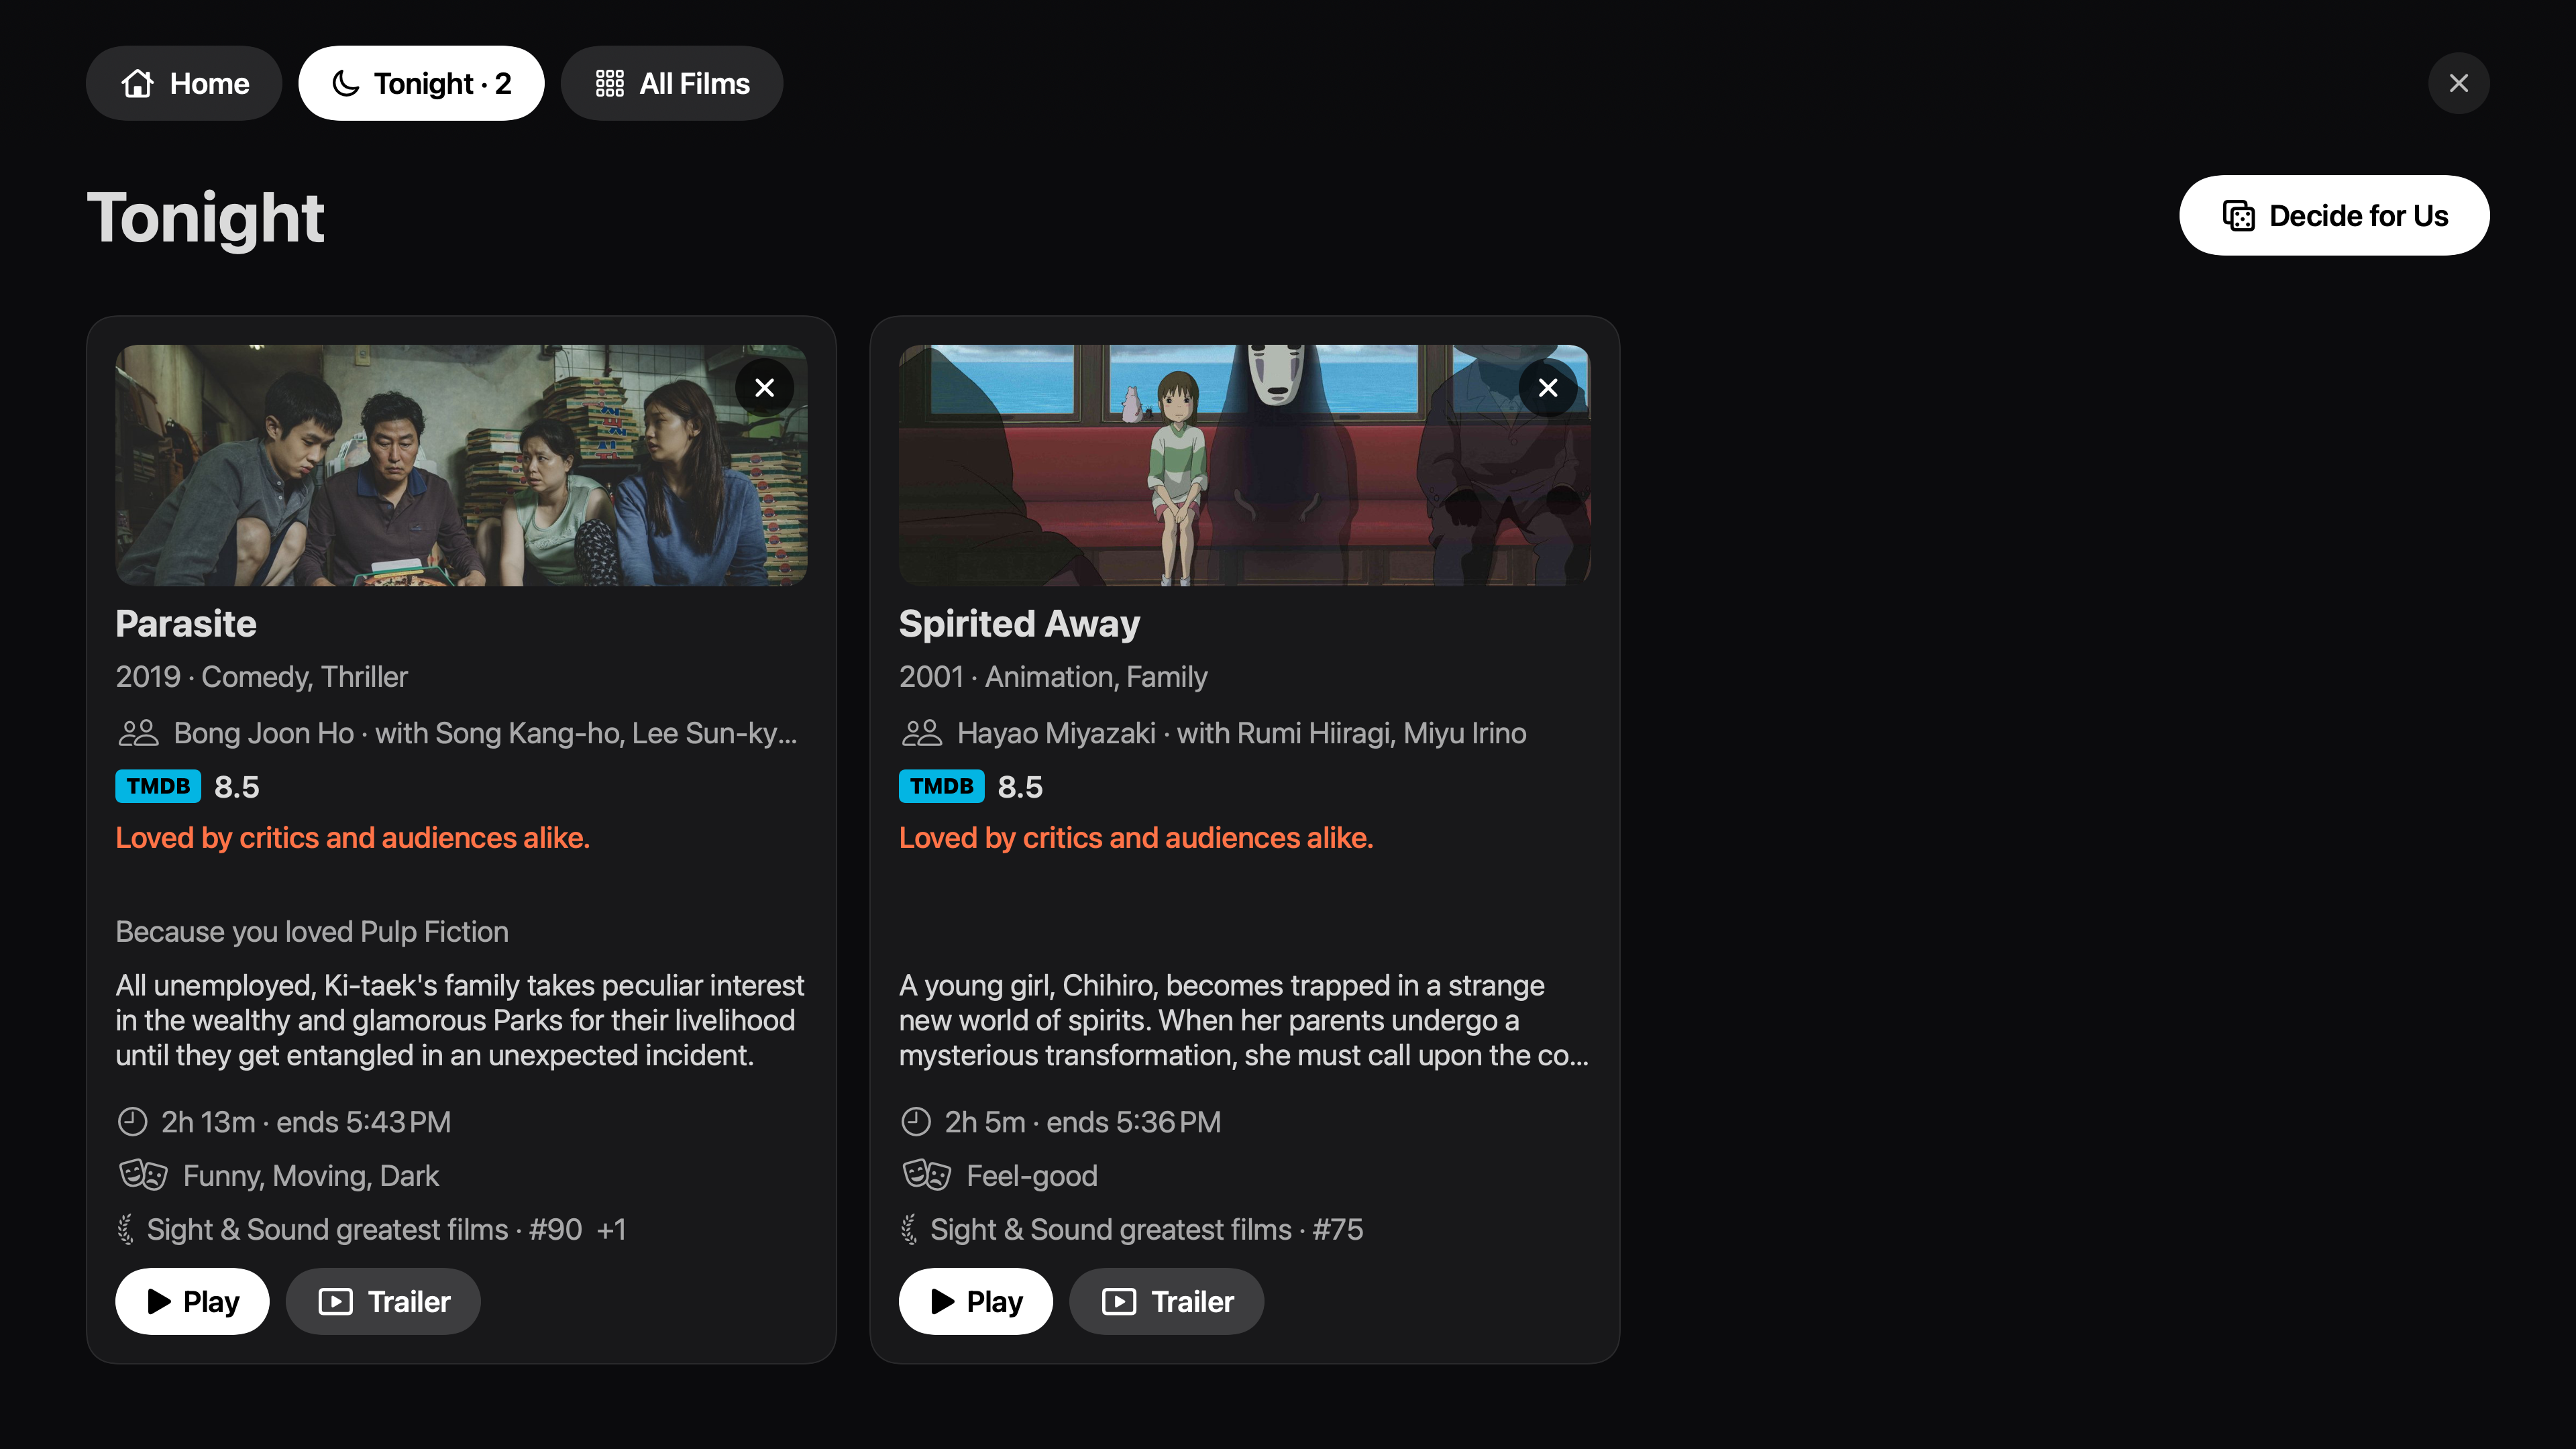 Home
Tonight · 2
All Films
Tonight
Decide for Us
Parasite
2019 · Comedy, Thriller
Bong Joon Ho · with Song Kang-ho, Lee Sun-ky...
TMDB 8.5
Loved by critics and audiences alike.
Because you loved Pulp Fiction
All unemployed, Ki-taek's family takes peculiar interest
in the wealthy and glamorous Parks for their livelihood
until they get entangled in an unexpected incident.
2h 13m · ends 5:43 PM
Funny, Moving, Dark
Sight & Sound greatest films · #90 +1
Play
Trailer
Spirited Away
2001 · Animation, Family
Hayao Miyazaki · with Rumi Hiiragi, Miyu Irino
TMDB 8.5
Loved by critics and audiences alike.
A young girl, Chihiro, becomes trapped in a strange
new world of spirits. When her parents undergo a
mysterious transformation, she must call upon the co...
2h 5m · ends 5:36 PM
Feel-good
Sight & Sound greatest films · #75
Play
Trailer